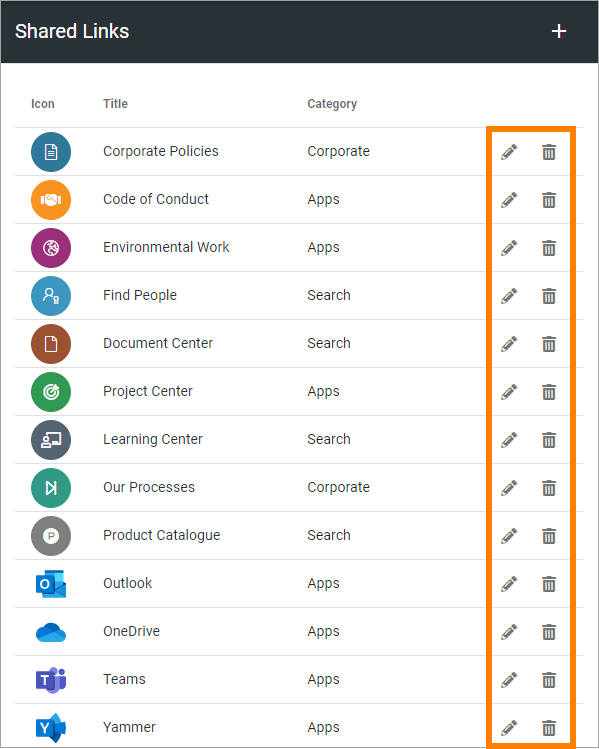 Shared Links +
Icon Title Category
Corporate Policies Corporate
Code of Conduct Apps
Environmental Work Apps
Find People Search
Document Center Search
Project Center Apps
Learning Center Search
Our Processes Corporate
P Product Catalogue Search
O Outlook Apps
OneDrive Apps
T Teams Apps
Y Yammer Apps